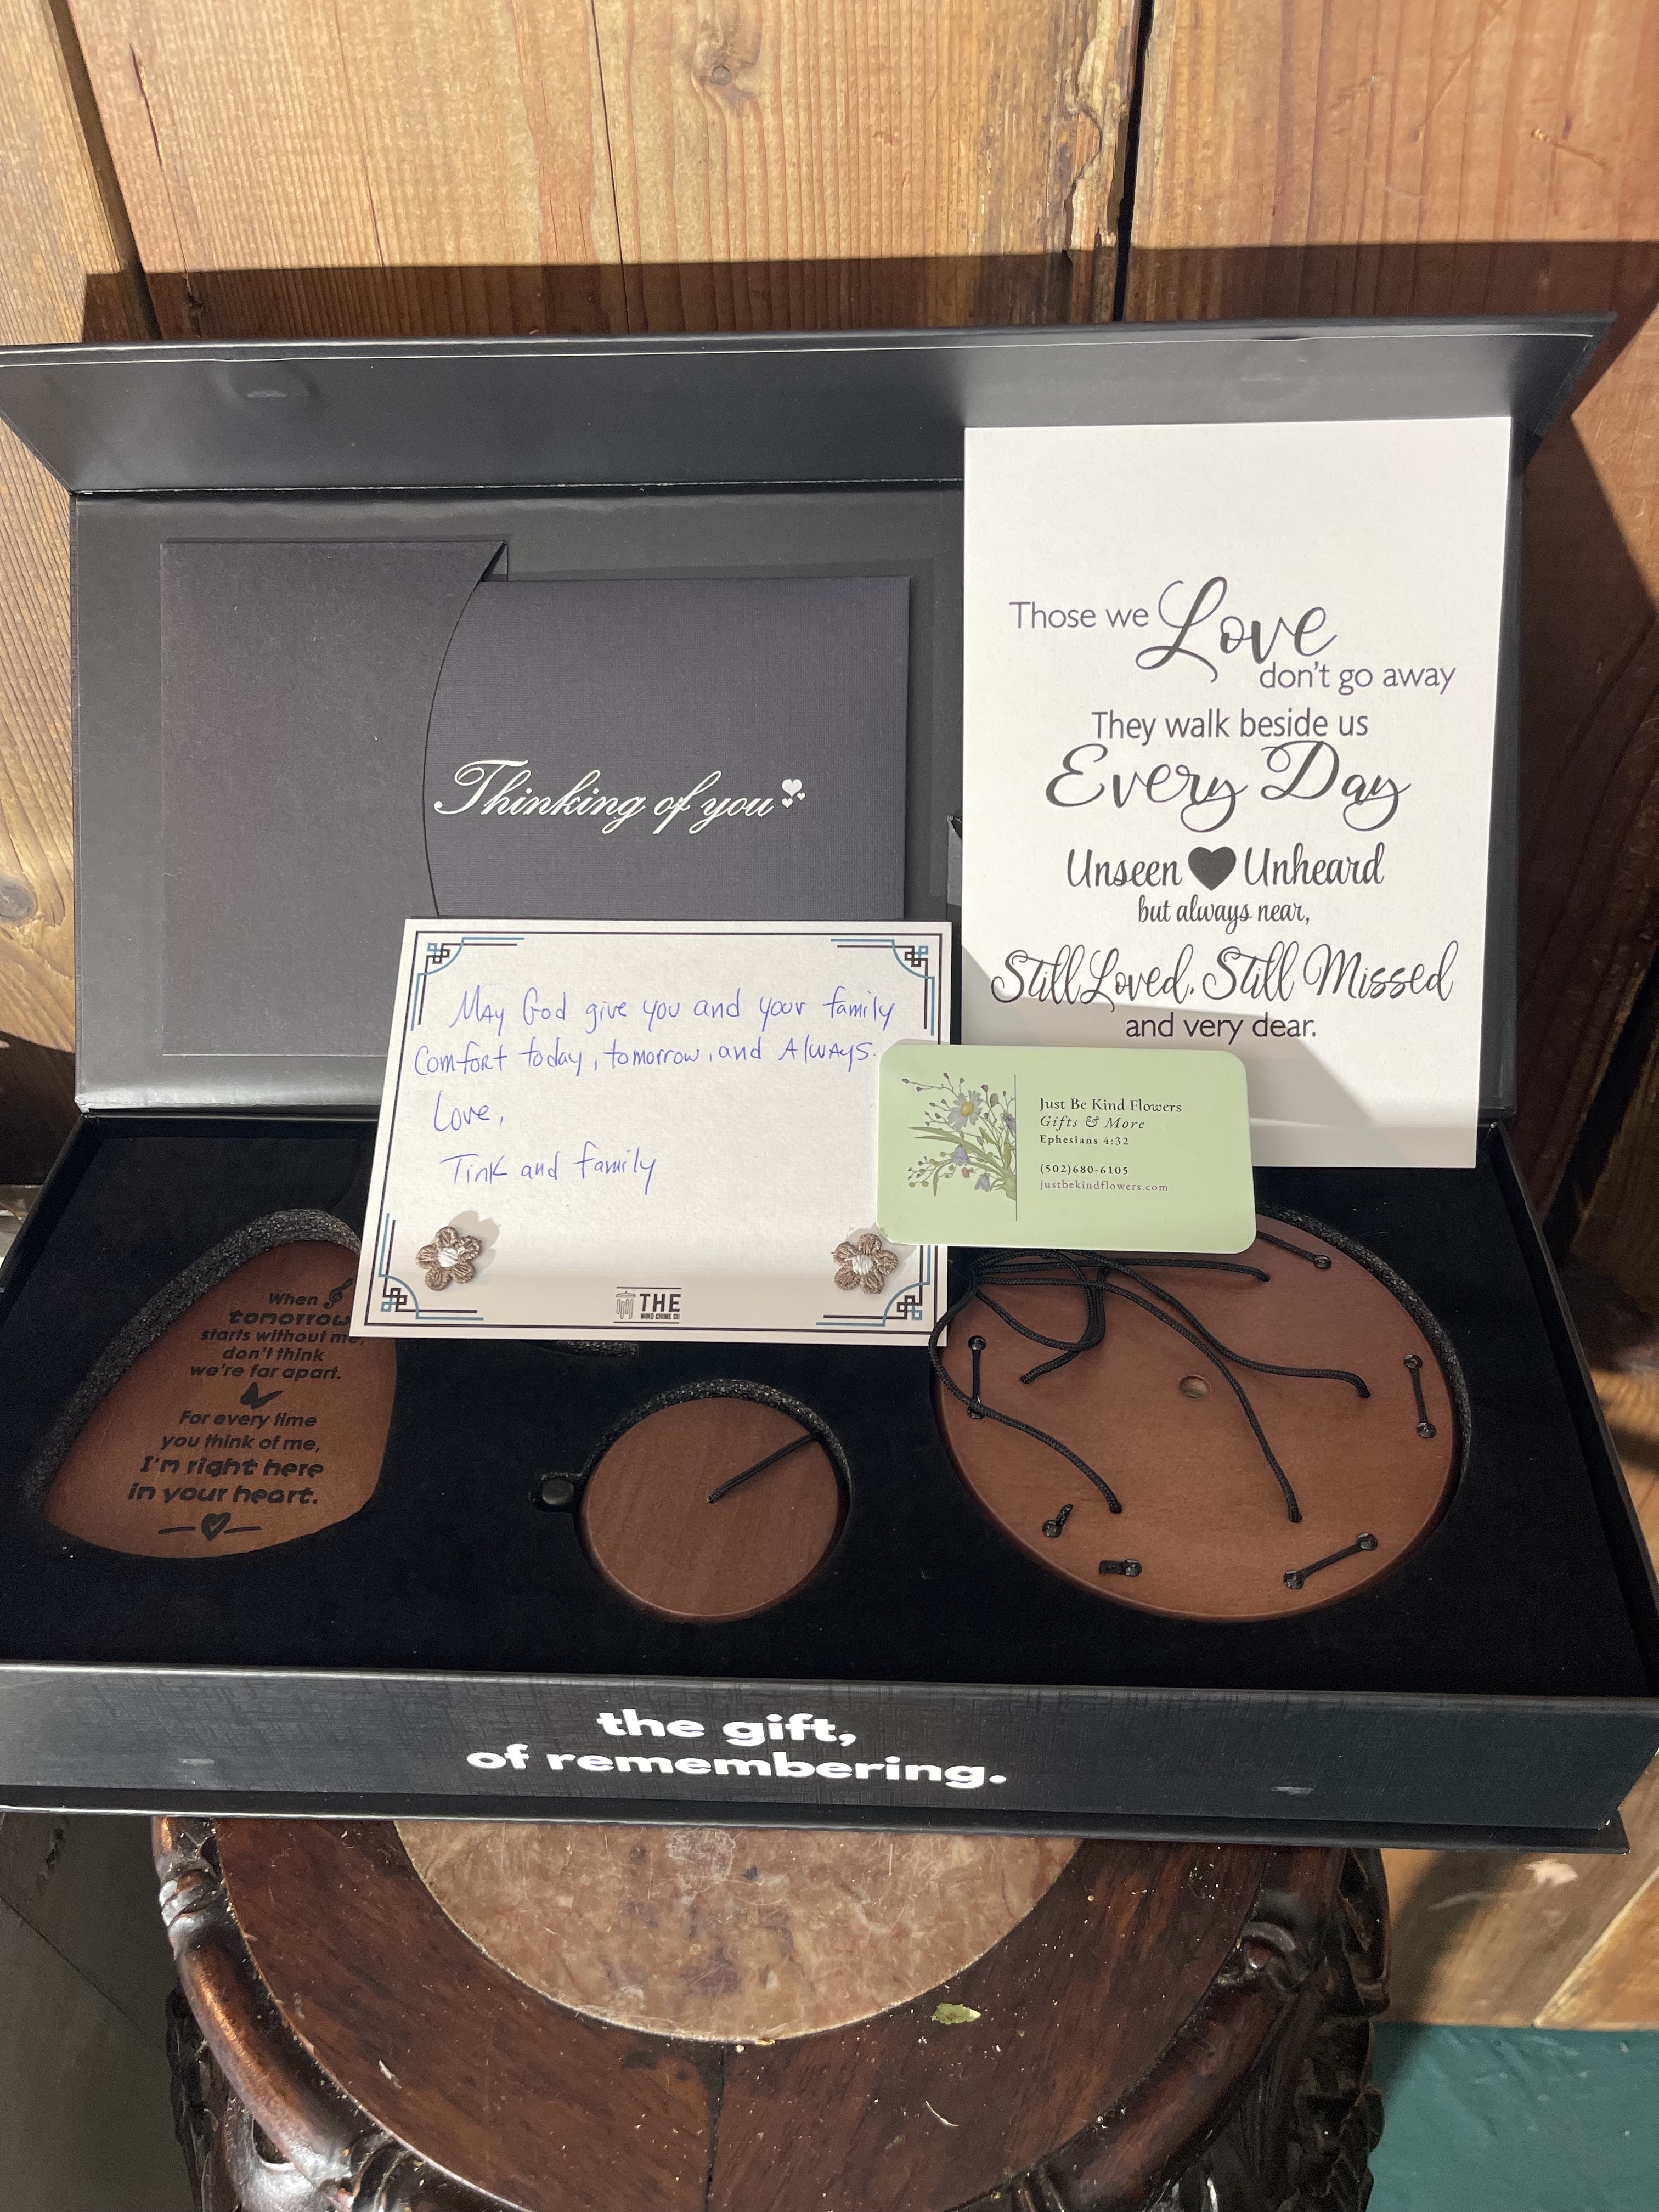 Thinking of you
Those we Love
don't go away
They walk beside us
Every Day
Unseen Unheard
but always near,
Still Loved. Still Missed
and very dear.
MAy God give you and your family
Comfort today, tomorrow, and AlwAys.
Love,
Tink and family
THE
WIND CHIME CO
Just Be Kind Flowers
Gifts & More
Ephesians 4:32
(502)680-6105
justbekindflowers.com
When
tomorrow
starts without me,
don't think
we're far apart.
For every time
you think of me,
I'm right here
in your heart.
the gift,
of remembering.